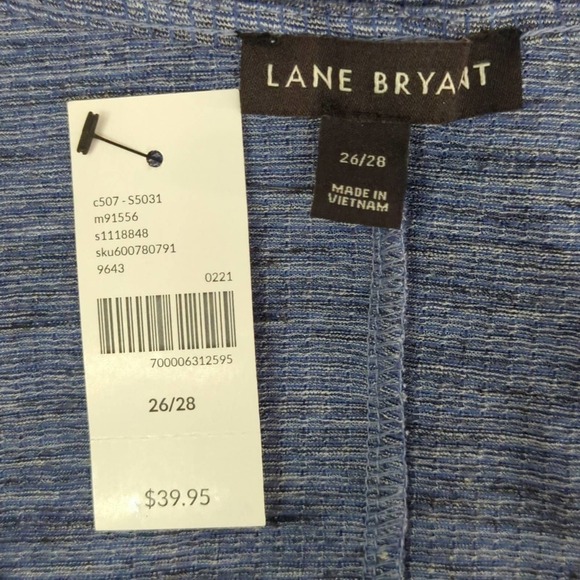 LANE BRYANT
26/28
MADE IN
VIETNAM
c507 - S5031
m91556
s1118848
sku600780791
9643
0221
700006312595
26/28
$39.95